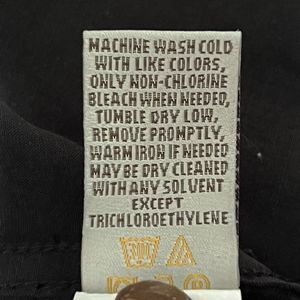 MACHINE WASH COLD
WITH LIKE COLORS,
ONLY NON-CHLORINE
BLEACH WHEN NEEDED,
TUMBLE DRY LOW,
REMOVE PROMPTLY,
WARM IRON IF NEEDED
MAY BE DRY CLEANED
WITH ANY SOLVENT
EXCEPT
TRICHLOROETHYLENE